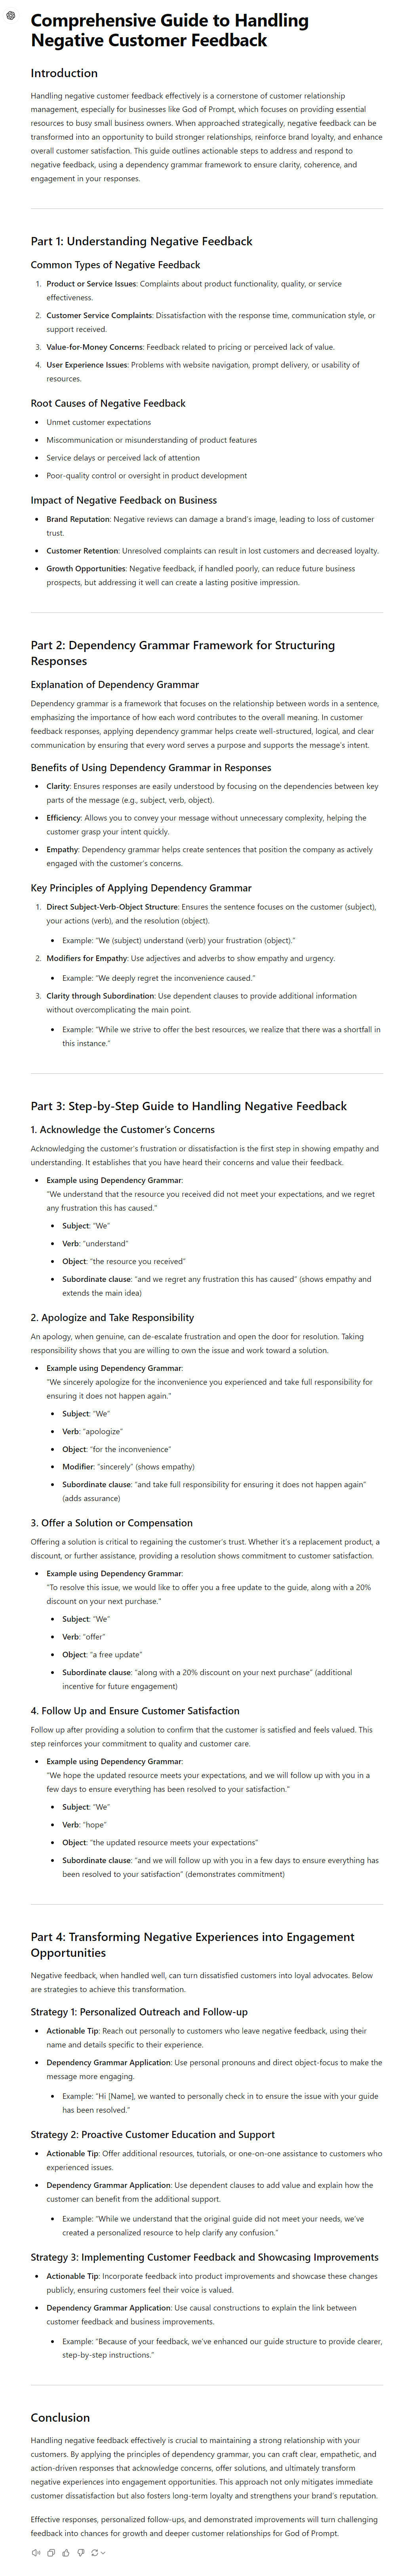 Comprehensive Guide to Handling
Negative Customer Feedback
Introduction
Handling negative customer feedback effectively is a cornerstone of customer relationship
management, especially for businesses like God of Prompt, which focuses on providing essential
resources to busy small business owners. When approached strategically, negative feedback can be
transformed into an opportunity to build stronger relationships, reinforce brand loyalty, and enhance
overall customer satisfaction. This guide outlines actionable steps to address and respond to
negative feedback, using a dependency grammar framework to ensure clarity, coherence, and
engagement in your responses.
Part 1: Understanding Negative Feedback
Common Types of Negative Feedback
1. Product or Service Issues: Complaints about product functionality, quality, or service
effectiveness.
2. Customer Service Complaints: Dissatisfaction with the response time, communication style, or
support received.
3. Value-for-Money Concerns: Feedback related to pricing or perceived lack of value.
4. User Experience Issues: Problems with website navigation, prompt delivery, or usability of
resources.
Root Causes of Negative Feedback
• Unmet customer expectations
• Miscommunication or misunderstanding of product features
• Service delays or perceived lack of attention
• Poor-quality control or oversight in product development
Impact of Negative Feedback on Business
• Brand Reputation: Negative reviews can damage a brand's image, leading to loss of customer
trust.
• Customer Retention: Unresolved complaints can result in lost customers and decreased loyalty.
• Growth Opportunities: Negative feedback, if handled poorly, can reduce future business
prospects, but addressing it well can create a lasting positive impression.
Part 2: Dependency Grammar Framework for Structuring
Responses
Explanation of Dependency Grammar
Dependency grammar is a framework that focuses on the relationship between words in a sentence,
emphasizing the importance of how each word contributes to the overall meaning. In customer
feedback responses, applying dependency grammar helps create well-structured, logical, and clear
communication by ensuring that every word serves a purpose and supports the message's intent.
Benefits of Using Dependency Grammar in Responses
• Clarity: Ensures responses are easily understood by focusing on the dependencies between key
parts of the message (e.g., subject, verb, object).
• Efficiency: Allows you to convey your message without unnecessary complexity, helping the
customer grasp your intent quickly.
• Empathy: Dependency grammar helps create sentences that position the company as actively
engaged with the customer's concerns.
Key Principles of Applying Dependency Grammar
1. Direct Subject-Verb-Object Structure: Ensures the sentence focuses on the customer (subject),
your actions (verb), and the resolution (object).
• Example: "We (subject) understand (verb) your frustration (object)."
2. Modifiers for Empathy: Use adjectives and adverbs to show empathy and urgency.
• Example: "We deeply regret the inconvenience caused."
3. Clarity through Subordination: Use dependent clauses to provide additional information
without overcomplicating the main point.
• Example: "While we strive to offer the best resources, we realize that there was a shortfall in
this instance."
Part 3: Step-by-Step Guide to Handling Negative Feedback
1. Acknowledge the Customer's Concerns
Acknowledging the customer's frustration or dissatisfaction is the first step in showing empathy and
understanding. It establishes that you have heard their concerns and value their feedback.
• Example using Dependency Grammar:
"We understand that the resource you received did not meet your expectations, and we regret
any frustration this has caused."
• Subject: "We"
• Verb: "understand"
• Object: "the resource you received"
• Subordinate clause: "and we regret any frustration this has caused" (shows empathy and
extends the main idea)
2. Apologize and Take Responsibility
An apology, when genuine, can de-escalate frustration and open the door for resolution. Taking
responsibility shows that you are willing to own the issue and work toward a solution.
• Example using Dependency Grammar:
"We sincerely apologize for the inconvenience you experienced and take full responsibility for
ensuring it does not happen again."
• Subject: "We"
• Verb: "apologize"
• Object: "for the inconvenience"
• Modifier: "sincerely" (shows empathy)
• Subordinate clause: "and take full responsibility for ensuring it does not happen again"
(adds assurance)
3. Offer a Solution or Compensation
Offering a solution is critical to regaining the customer's trust. Whether it's a replacement product, a
discount, or further assistance, providing a resolution shows commitment to customer satisfaction.
• Example using Dependency Grammar:
"To resolve this issue, we would like to offer you a free update to the guide, along with a 20%
discount on your next purchase."
• Subject: "We"
• Verb: "offer"
• Object: "a free update"
• Subordinate clause: "along with a 20% discount on your next purchase" (additional
incentive for future engagement)
4. Follow Up and Ensure Customer Satisfaction
Follow up after providing a solution to confirm that the customer is satisfied and feels valued. This
step reinforces your commitment to quality and customer care.
• Example using Dependency Grammar:
"We hope the updated resource meets your expectations, and we will follow up with you in a
few days to ensure everything has been resolved to your satisfaction."
• Subject: "We"
• Verb: "hope"
• Object: "the updated resource meets your expectations"
• Subordinate clause: "and we will follow up with you in a few days to ensure everything has
been resolved to your satisfaction" (demonstrates commitment)
Part 4: Transforming Negative Experiences into Engagement
Opportunities
Negative feedback, when handled well, can turn dissatisfied customers into loyal advocates. Below
are strategies to achieve this transformation.
Strategy 1: Personalized Outreach and Follow-up
• Actionable Tip: Reach out personally to customers who leave negative feedback, using their
name and details specific to their experience.
• Dependency Grammar Application: Use personal pronouns and direct object-focus to make the
message more engaging.
• Example: "Hi [Name], we wanted to personally check in to ensure the issue with your guide
has been resolved."
Strategy 2: Proactive Customer Education and Support
• Actionable Tip: Offer additional resources, tutorials, or one-on-one assistance to customers who
experienced issues.
• Dependency Grammar Application: Use dependent clauses to add value and explain how the
customer can benefit from the additional support.
• Example: "While we understand that the original guide did not meet your needs, we've
created a personalized resource to help clarify any confusion."
Strategy 3: Implementing Customer Feedback and Showcasing Improvements
• Actionable Tip: Incorporate feedback into product improvements and showcase these changes
publicly, ensuring customers feel their voice is valued.
• Dependency Grammar Application: Use causal constructions to explain the link between
customer feedback and business improvements.
• Example: "Because of your feedback, we've enhanced our guide structure to provide clearer,
step-by-step instructions."
Conclusion
Handling negative feedback effectively is crucial to maintaining a strong relationship with your
customers. By applying the principles of dependency grammar, you can craft clear, empathetic, and
action-driven responses that acknowledge concerns, offer solutions, and ultimately transform
negative experiences into engagement opportunities. This approach not only mitigates immediate
customer dissatisfaction but also fosters long-term loyalty and strengthens your brand's reputation.
Effective responses, personalized follow-ups, and demonstrated improvements will turn challenging
feedback into chances for growth and deeper customer relationships for God of Prompt.